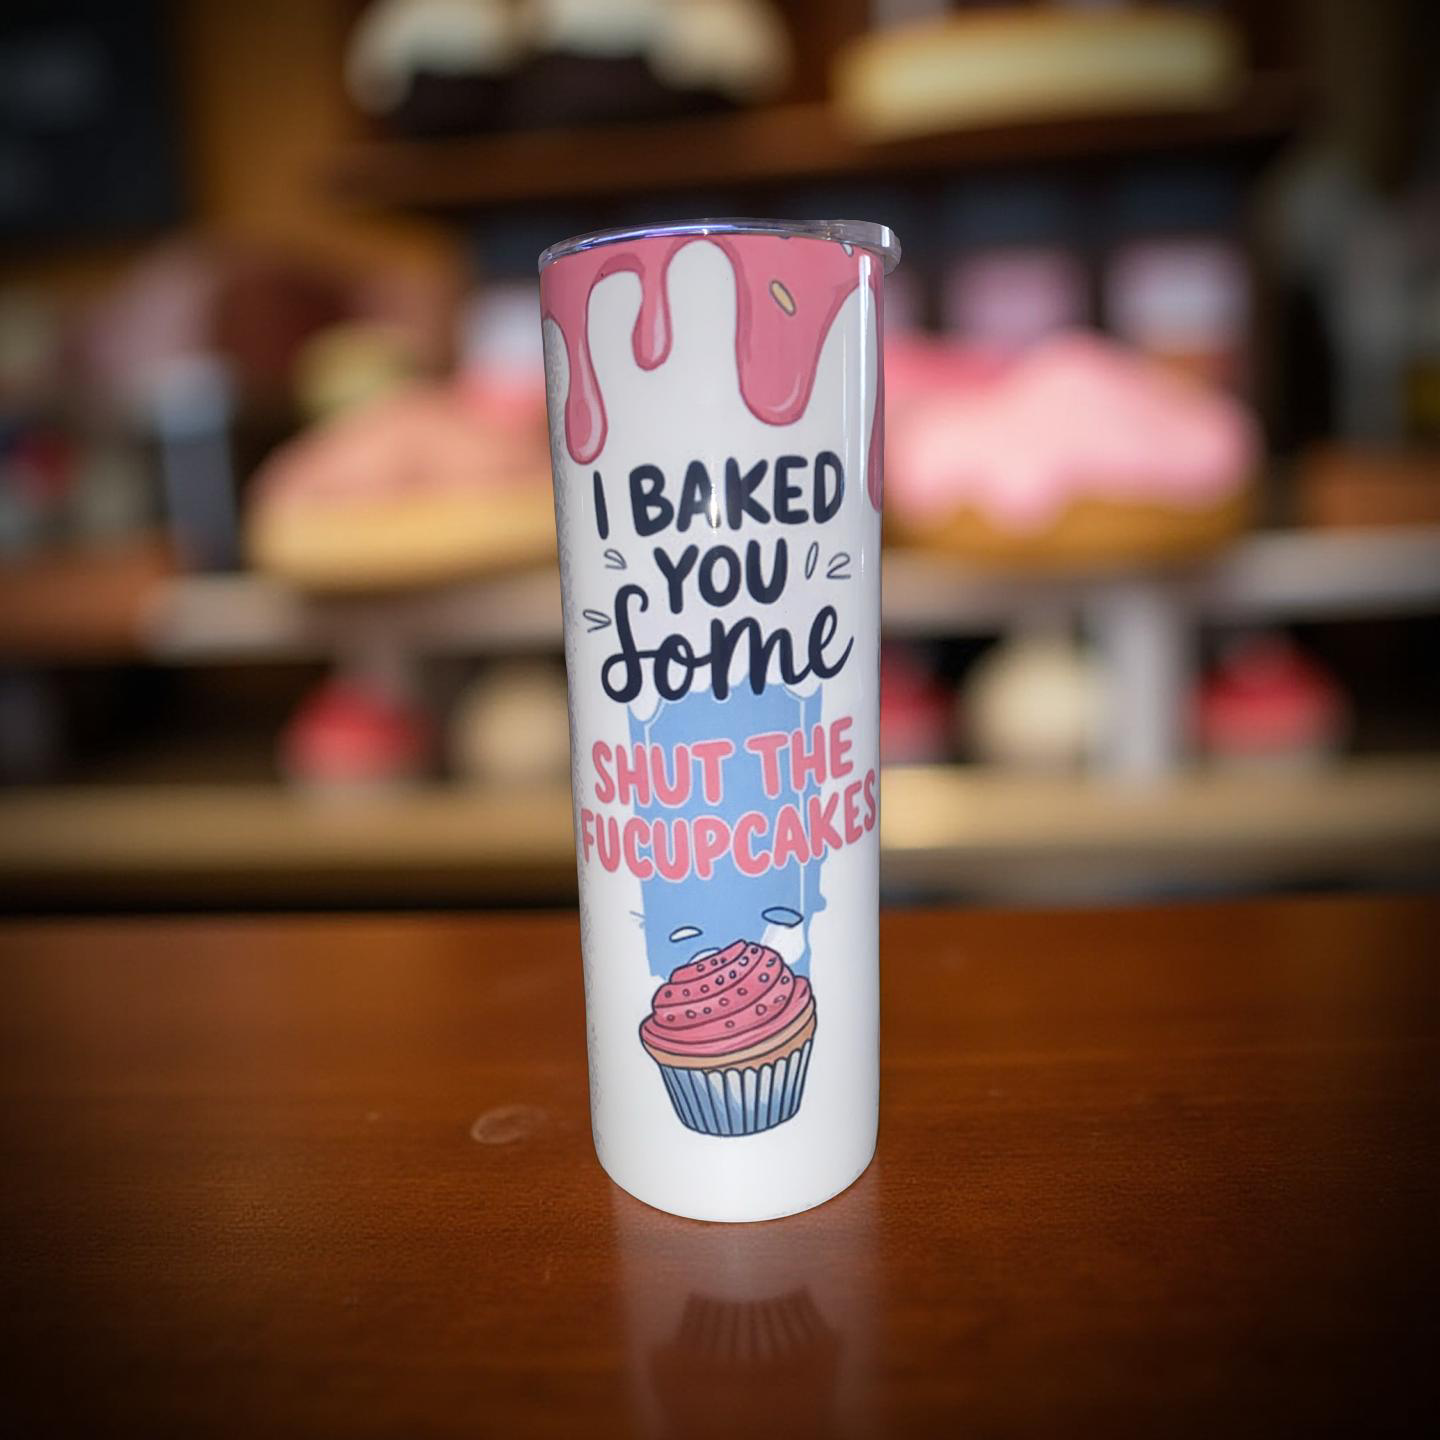 I BAKED
YOU
Some
SHUT THE
FUCUPCAKES